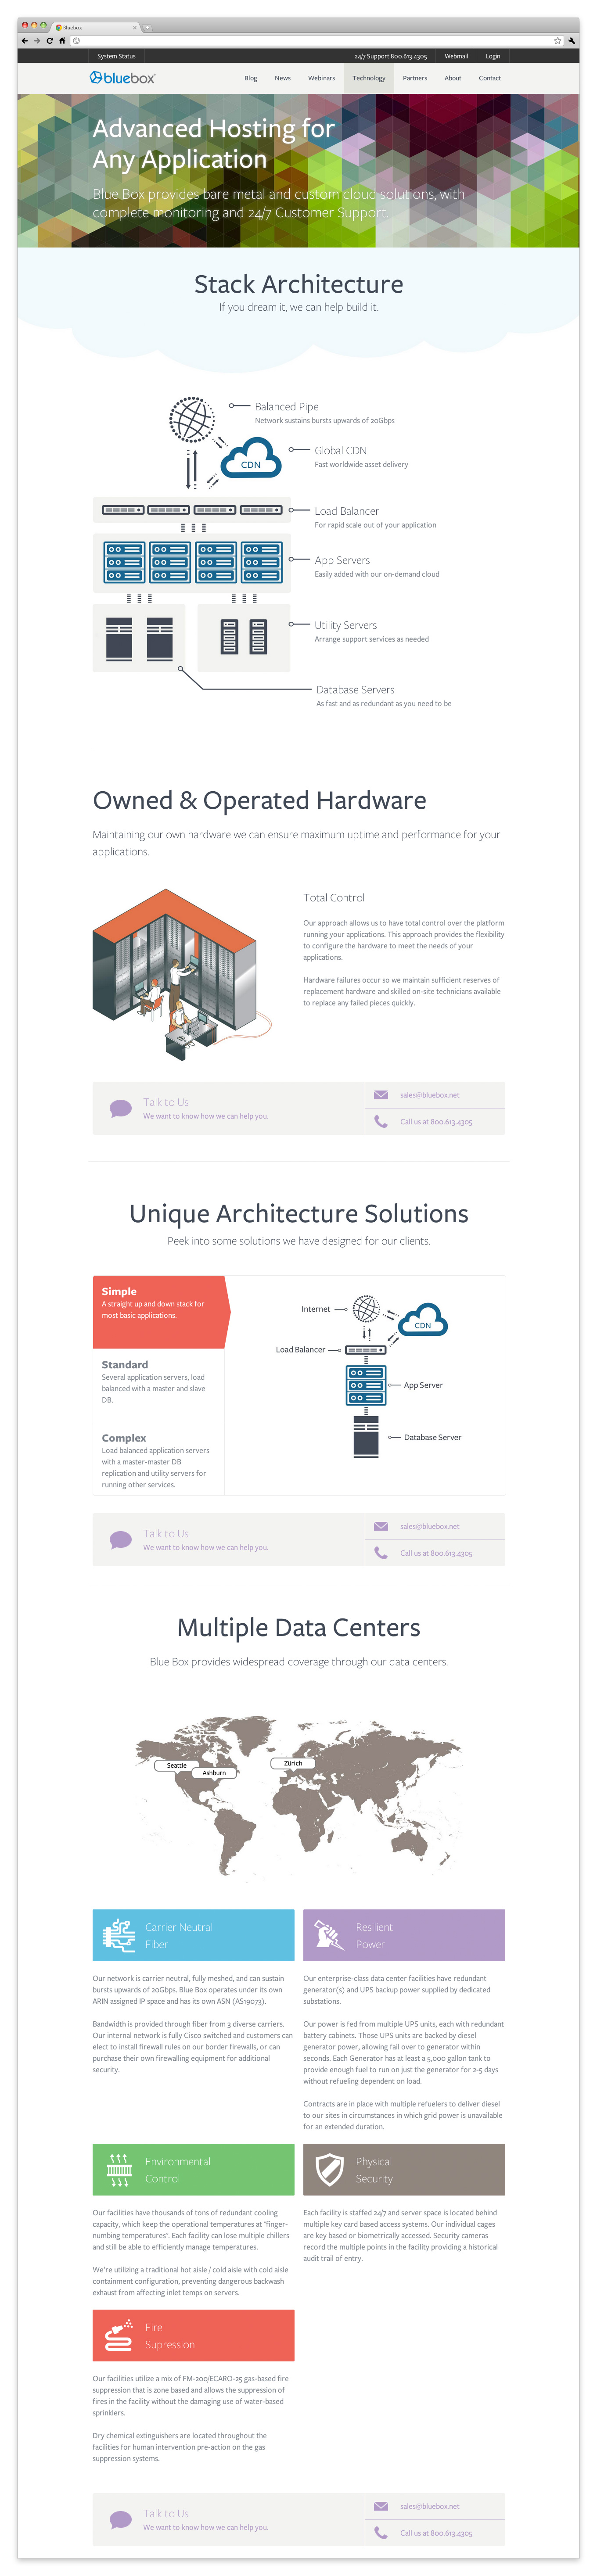 Bluebox
System Status
24/7 Support 800.613.4305
Webmail
Login
bluebox
Blog
News
Webinars
Technology
Partners
About
Contact
Advanced Hosting for
Any Application
Blue Box provides bare metal and custom cloud solutions, with
complete monitoring and 24/7 Customer Support.
Stack Architecture
If you dream it, we can help build it.
Balanced Pipe
Network sustains bursts upwards of 20Gbps
CDN
Global CDN
Fast worldwide asset delivery
Load Balancer
For rapid scale out of your application
App Servers
Easily added with our on-demand cloud
Utility Servers
Arrange support services as needed
Database Servers
As fast and as redundant as you need to be
Owned & Operated Hardware
Maintaining our own hardware we can ensure maximum uptime and performance for your
applications.
Total Control
Our approach allows us to have total control over the platform
running your applications. This approach provides the flexibility
to configure the hardware to meet the needs of your
applications.
Hardware failures occur so we maintain sufficient reserves of
replacement hardware and skilled on-site technicians available
to replace any failed pieces quickly.
Talk to Us
We want to know how we can help you.
sales@bluebox.net
Call us at 800.613.4305
Unique Architecture Solutions
Peek into some solutions we have designed for our clients.
Simple
A straight up and down stack for
most basic applications.
Standard
Several application servers, load
balanced with a master and slave
DB.
Complex
Load balanced application servers
with a master-master DB
replication and utility servers for
running other services.
Internet
CDN
Load Balancer
App Server
Database Server
Talk to Us
We want to know how we can help you.
sales@bluebox.net
Call us at 800.613.4305
Multiple Data Centers
Blue Box provides widespread coverage through our data centers.
Seattle
Ashburn
Zürich
Carrier Neutral
Fiber
Our network is carrier neutral, fully meshed, and can sustain
bursts upwards of 20Gbps. Blue Box operates under its own
ARIN assigned IP space and has its own ASN (AS19073).
Bandwidth is provided through fiber from 3 diverse carriers.
Our internal network is fully Cisco switched and customers can
elect to install firewall rules on our border firewalls, or can
purchase their own firewalling equipment for additional
security.
Resilient
Power
Our enterprise-class data center facilities have redundant
generator(s) and UPS backup power supplied by dedicated
substations.
Our power is fed from multiple UPS units, each with redundant
battery cabinets. Those UPS units are backed by diesel
generator power, allowing fail over to generator within
seconds. Each Generator has at least a 5,000 gallon tank to
provide enough fuel to run on just the generator for 2-5 days
without refueling dependent on load.
Contracts are in place with multiple refuelers to deliver diesel
to our sites in circumstances in which grid power is unavailable
for an extended duration.
Environmental
Control
Our facilities have thousands of tons of redundant cooling
capacity, which keep the operational temperatures at "finger-
numbing temperatures". Each facility can lose multiple chillers
and still be able to efficiently manage temperatures.
We're utilizing a traditional hot aisle / cold aisle with cold aisle
containment configuration, preventing dangerous backwash
exhaust from affecting inlet temps on servers.
Physical
Security
Each facility is staffed 24/7 and server space is located behind
multiple key card based access systems. Our individual cages
are key based or biometrically accessed. Security cameras
record the multiple points in the facility providing a historical
audit trail of entry.
Fire
Supression
Our facilities utilize a mix of FM-200/ECARO-25 gas-based fire
suppression that is zone based and allows the suppression of
fires in the facility without the damaging use of water-based
sprinklers.
Dry chemical extinguishers are located throughout the
facilities for human intervention pre-action on the gas
suppression systems.
Talk to Us
We want to know how we can help you.
sales@bluebox.net
Call us at 800.613.4305